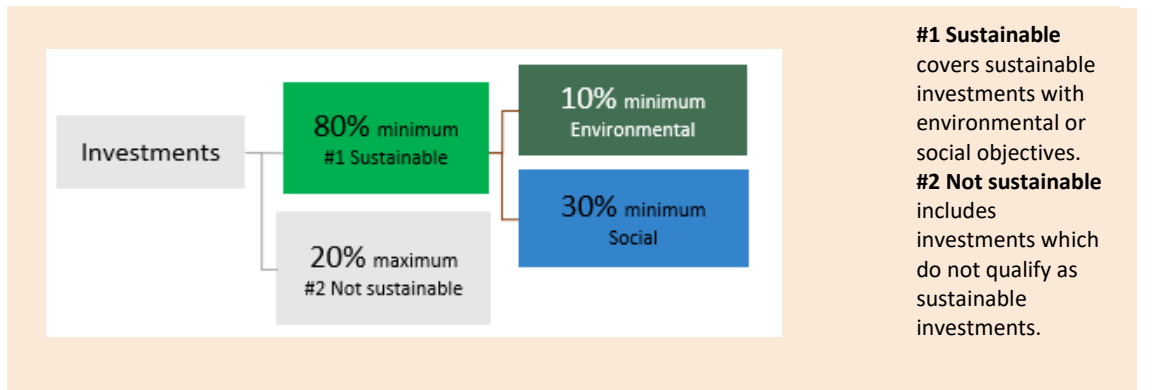 Investments
80% minimum
#1 Sustainable
20% maximum
#2 Not sustainable
10% minimum
Environmental
30% minimum
Social
#1 Sustainable
covers sustainable
investments with
environmental or
social objectives.
#2 Not sustainable
includes
investments which
do not qualify as
sustainable
investments.